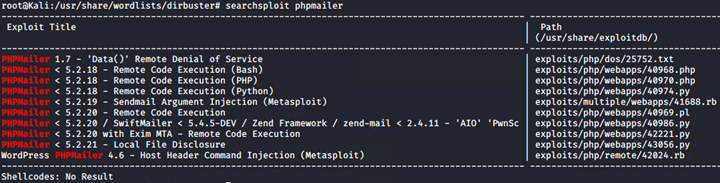 root@Kali:/usr/share/wordlists/dirbuster# searchsploit phpmailer
Exploit Title | Path
| (/usr/share/exploitdb/)
PHPMailer 1.7 - 'Data()' Remote Denial of Service | exploits/php/dos/25752.txt
PHPMailer < 5.2.18 - Remote Code Execution (Bash) | exploits/php/webapps/40968.php
PHPMailer < 5.2.18 - Remote Code Execution (PHP) | exploits/php/webapps/40970.php
PHPMailer < 5.2.18 - Remote Code Execution (Python) | exploits/php/webapps/40974.py
PHPMailer < 5.2.19 - Sendmail Argument Injection (Metasploit) | exploits/multiple/webapps/41688.rb
PHPMailer < 5.2.20 - Remote Code Execution | exploits/php/webapps/40969.pl
PHPMailer < 5.2.20 / SwiftMailer < 5.4.5-DEV / Zend Framework / zend-mail < 2.4.11 - 'AIO' 'PwnSc | exploits/php/webapps/40986.py
PHPMailer < 5.2.20 with Exim MTA - Remote Code Execution | exploits/php/webapps/42221.py
PHPMailer < 5.2.21 - Local File Disclosure | exploits/php/webapps/43056.py
WordPress PHPMailer 4.6 - Host Header Command Injection (Metasploit) | exploits/php/remote/42024.rb
Shellcodes: No Result